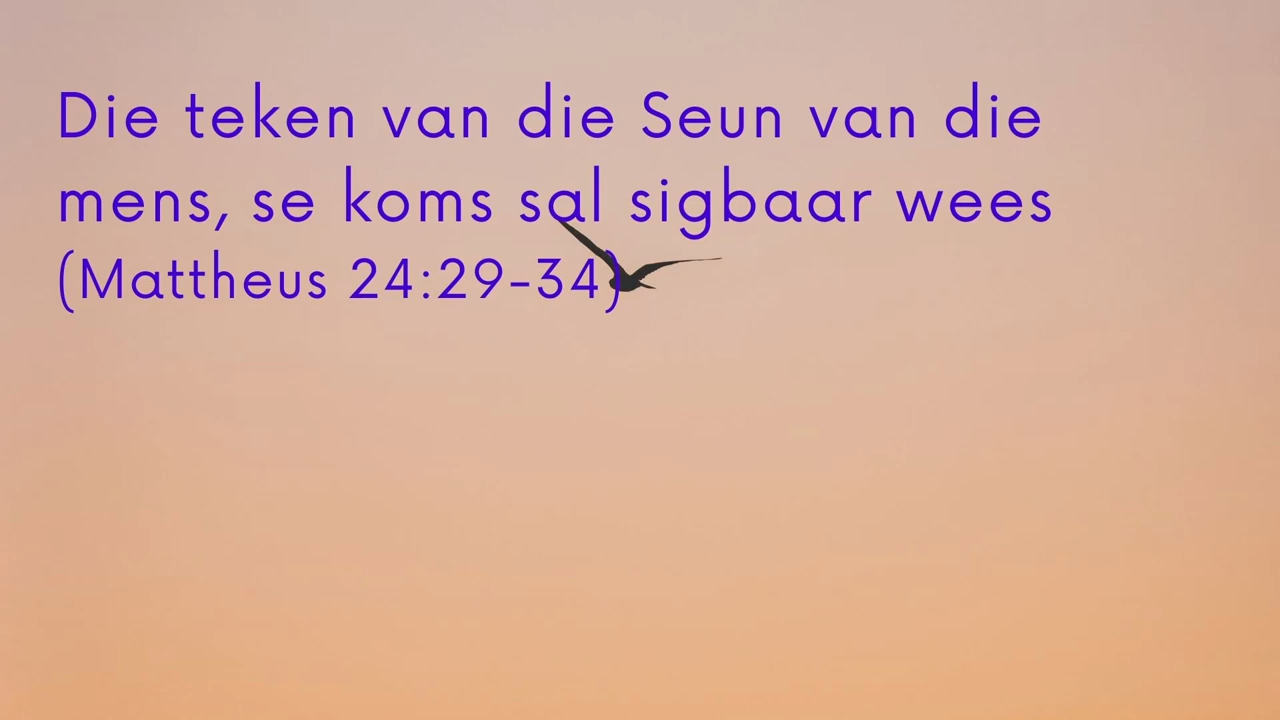 Die teken van die Seun van die
mens, se koms sal sigbaar wees
(Mattheus 24:29-34)